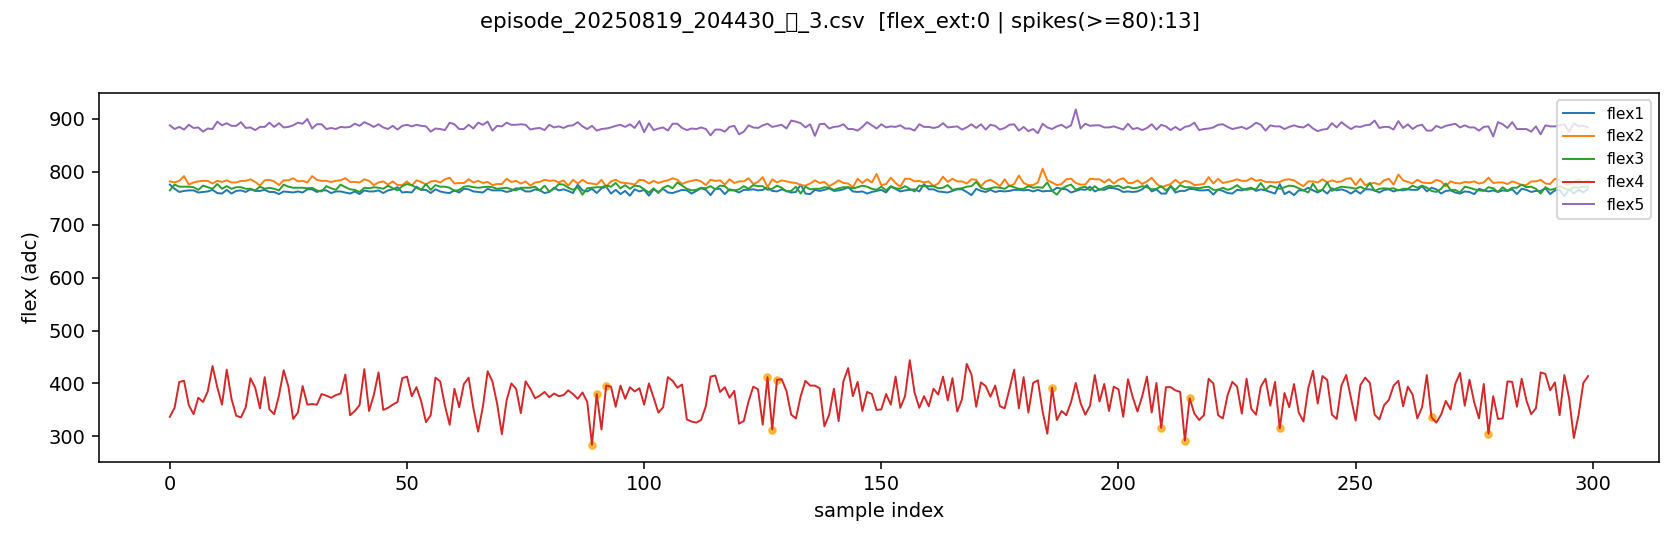 episode_20250819_204430_▯_3.csv [flex_ext:0 | spikes(>=80):13]
900
800
700
600
500
400
300
flex (adc)
flex1
flex2
flex3
flex4
flex5
0
50
100
150
200
250
300
sample index